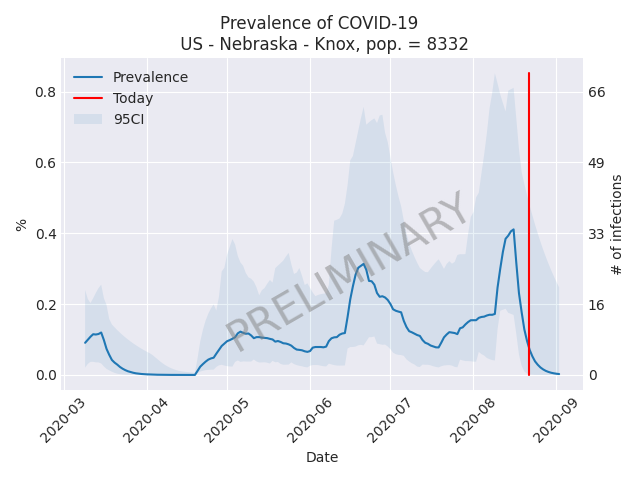 Prevalence of COVID-19
US - Nebraska - Knox, pop. = 8332
Prevalence
Today
95CI
0.8
0.6
0.4
0.2
0.0
%
66
49
33
16
0
# of infections
PRELIMINARY
2020-03
2020-04
2020-05
2020-06
2020-07
2020-08
2020-09
Date